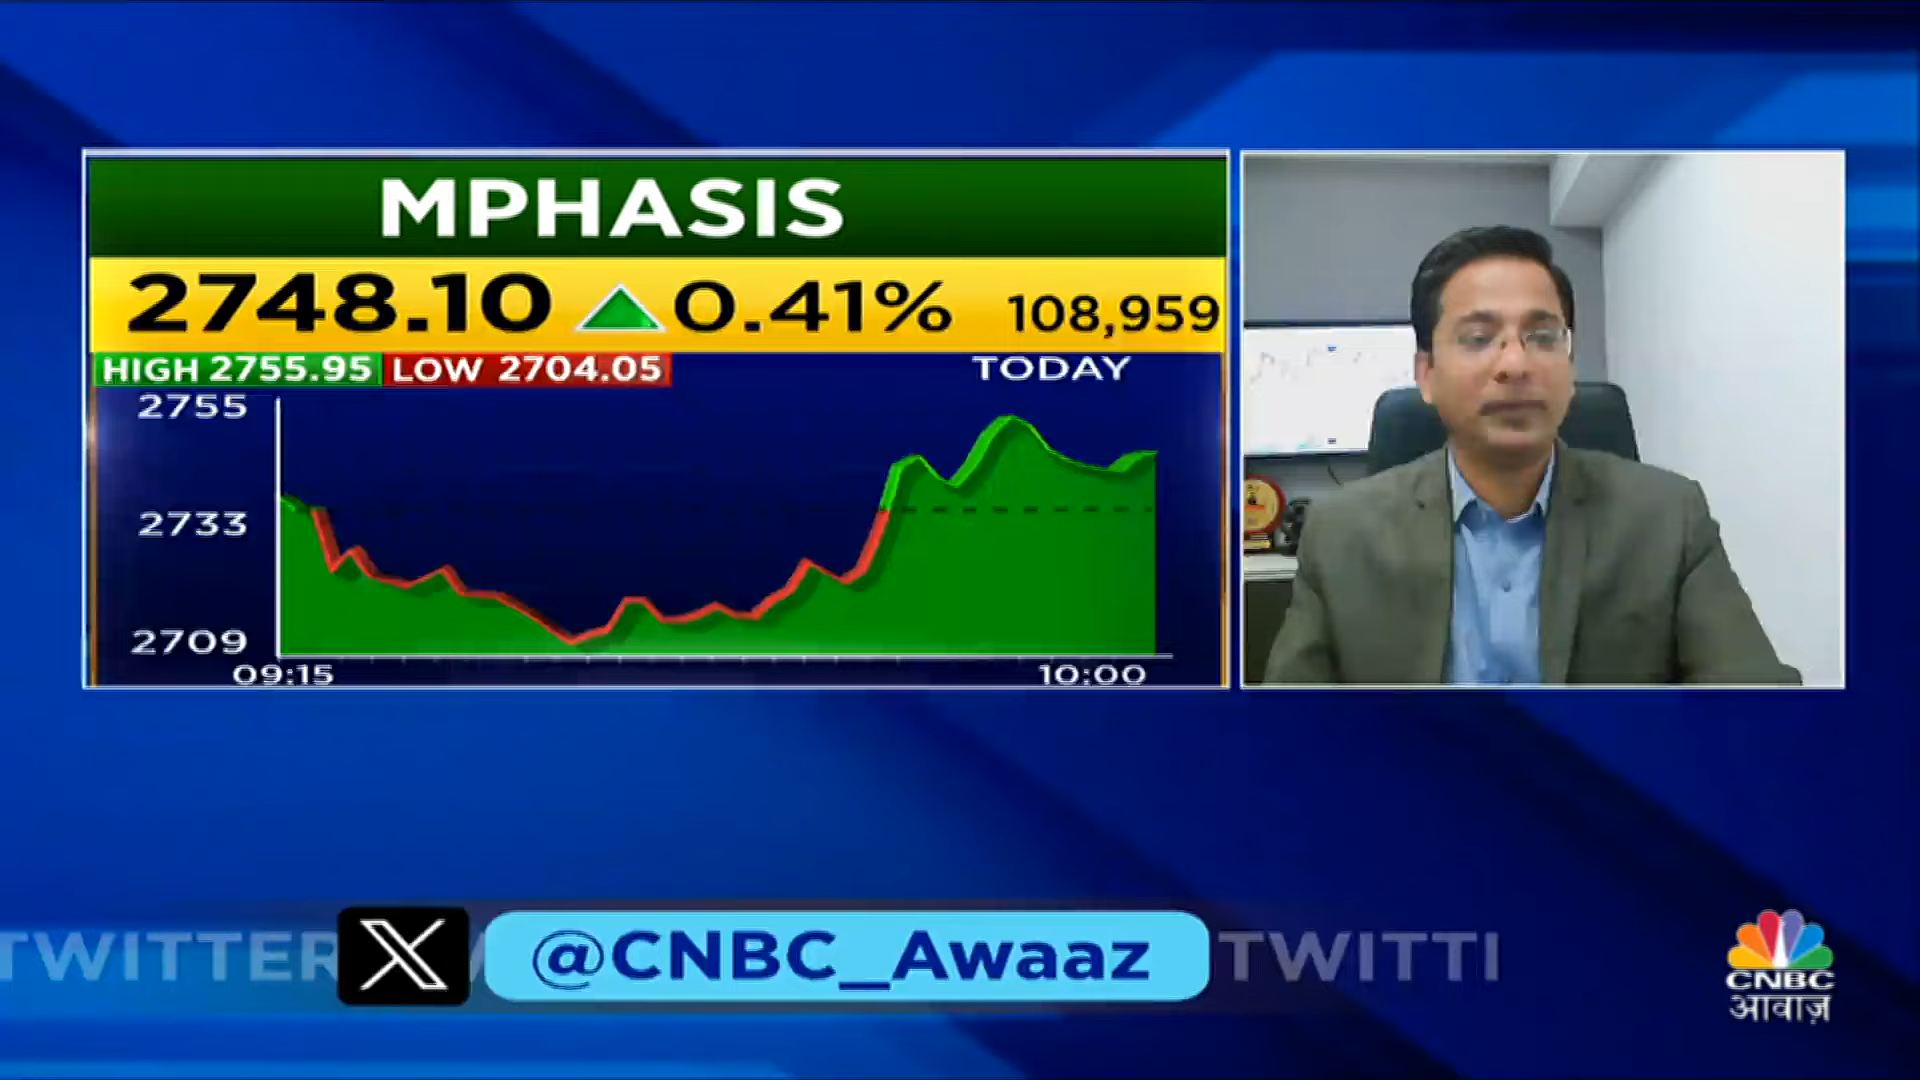 MPHASIS
2748.10 ▲ 0.41% 108,959
HIGH 2755.95 LOW 2704.05 TODAY
2755
2733
2709
09:15 10:00
TWITTER X @CNBC_Awaaz TWITTI
CNBC
आवाज़